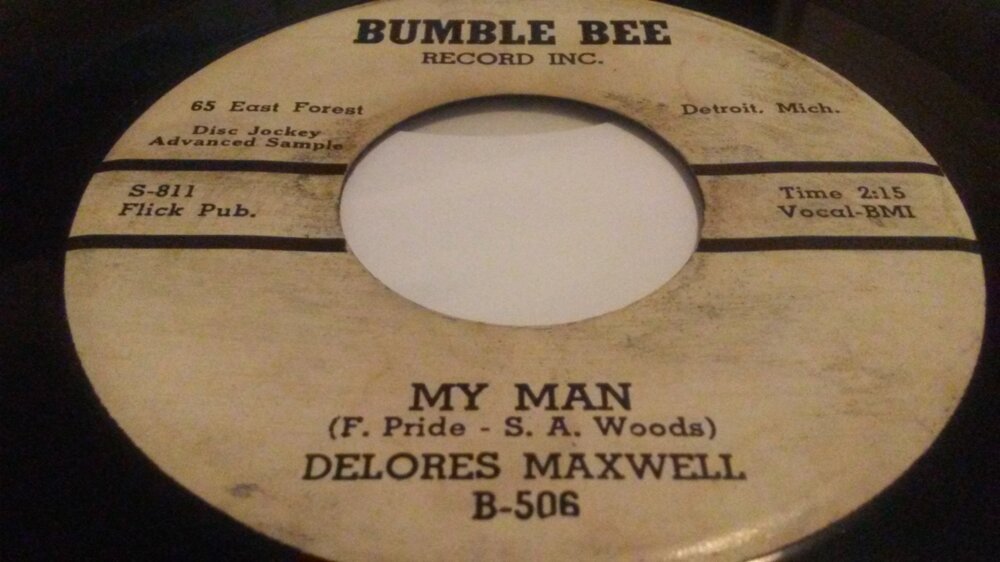 BUMBLE BEE
RECORD INC.
65 East Forest
Detroit. Mich.
Disc Jockey
Advanced Sample
S-811
Flick Pub.
Time 2:15
Vocal-BMI
MY MAN
(F. Pride - S. A. Woods)
DELORES MAXWELL
B-506